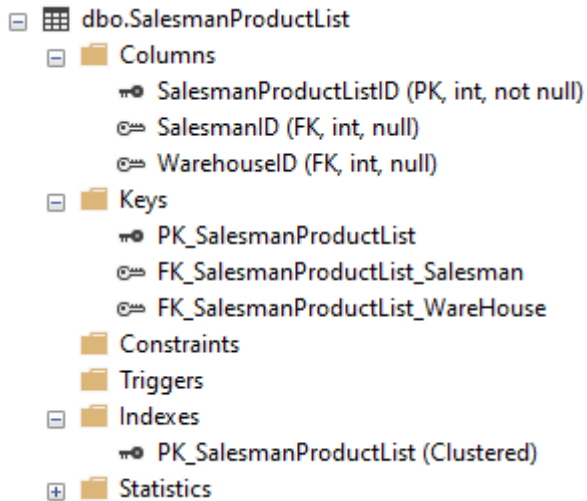 dbo.SalesmanProductList
Columns
SalesmanProductListID (PK, int, not null)
SalesmanID (FK, int, null)
WarehouseID (FK, int, null)
Keys
PK_SalesmanProductList
FK_SalesmanProductList_Salesman
FK_SalesmanProductList_WareHouse
Constraints
Triggers
Indexes
PK_SalesmanProductList (Clustered)
Statistics